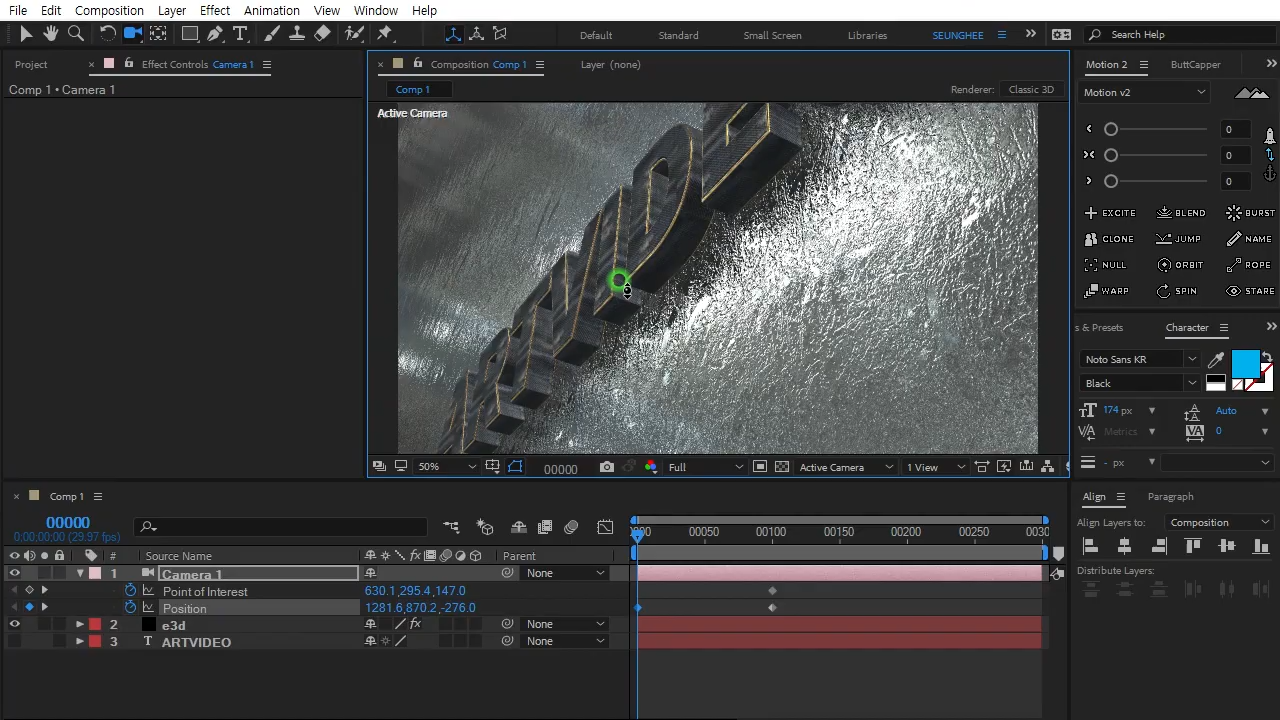 File Edit Composition Layer Effect Animation View Window Help
Default Standard Small Screen Libraries SEUNGHEE Search Help
Project Effect Controls Camera 1
Composition Comp 1 Layer (none)
Motion 2 ButtCapper
Comp 1 • Camera 1
Comp 1 Renderer: Classic 3D
Motion v2
Active Camera
0
0
0
EXCITE BLEND BURST
CLONE JUMP NAME
NULL ORBIT ROPE
WARP SPIN STARE
s & Presets Character
Noto Sans KR
Black
174 px Auto
Metrics 0
- px
50% 00000 Full Active Camera 1 View
Comp 1
Align Paragraph
00000
0;00;00;00 (29.97 fps)
Align Layers to: Composition
00050 00100 00150 00200 00250
# Source Name Parent
Distribute Layers:
1 Camera 1 None
Point of Interest 630.1,295.4,147.0
Position 1281.6,870.2,-276.0
2 e3d None
3 T ARTVIDEO None